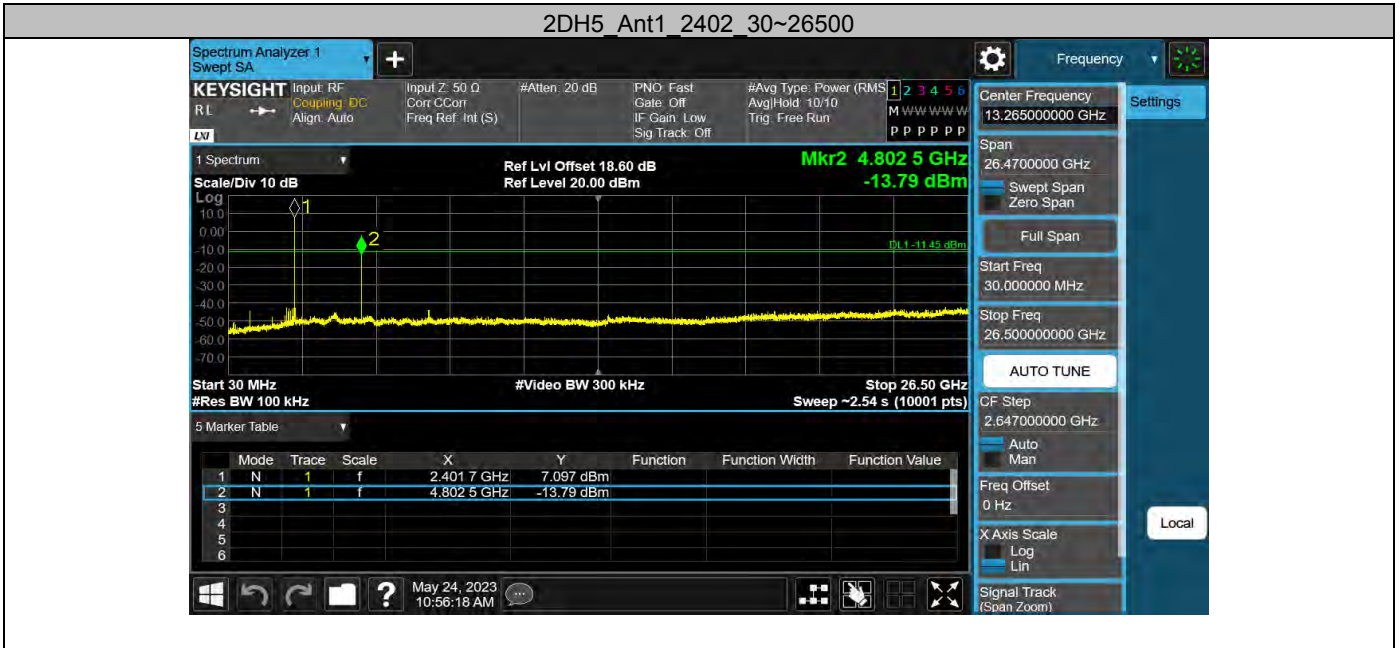 2DH5_Ant1_2402_30~26500
Spectrum Analyzer 1
Swept SA
+
Frequency
KEYSIGHT
RL
LXI
Input: RF
Coupling: DC
Align: Auto
Input Z: 50 Ω
Corr CCorr
Freq Ref: Int (S)
#Atten: 20 dB
PNO: Fast
Gate: Off
IF Gain: Low
Sig Track: Off
#Avg Type: Power (RMS
Avg|Hold: 10/10
Trig: Free Run
1 2 3 4 5 6
M W W W W W
P P P P P P
1 Spectrum
Scale/Div 10 dB
Ref Lvl Offset 18.60 dB
Ref Level 20.00 dBm
Mkr2 4.802 5 GHz
-13.79 dBm
Log
10.0
0.00
-10.0
-20.0
-30.0
-40.0
-50.0
-60.0
-70.0
1
2
DL1 -11.45 dBm
Start 30 MHz
#Res BW 100 kHz
#Video BW 300 kHz
Stop 26.50 GHz
Sweep ~2.54 s (10001 pts)
5 Marker Table
Mode Trace Scale X Y Function Function Width Function Value
1 N 1 f 2.401 7 GHz 7.097 dBm
2 N 1 f 4.802 5 GHz -13.79 dBm
3
4
5
6
?
May 24, 2023
10:56:18 AM
Center Frequency
13.265000000 GHz
Settings
Span
26.4700000 GHz
Swept Span
Zero Span
Full Span
Start Freq
30.000000 MHz
Stop Freq
26.500000000 GHz
AUTO TUNE
CF Step
2.647000000 GHz
Auto
Man
Freq Offset
0 Hz
Local
X Axis Scale
Log
Lin
Signal Track
(Span Zoom)